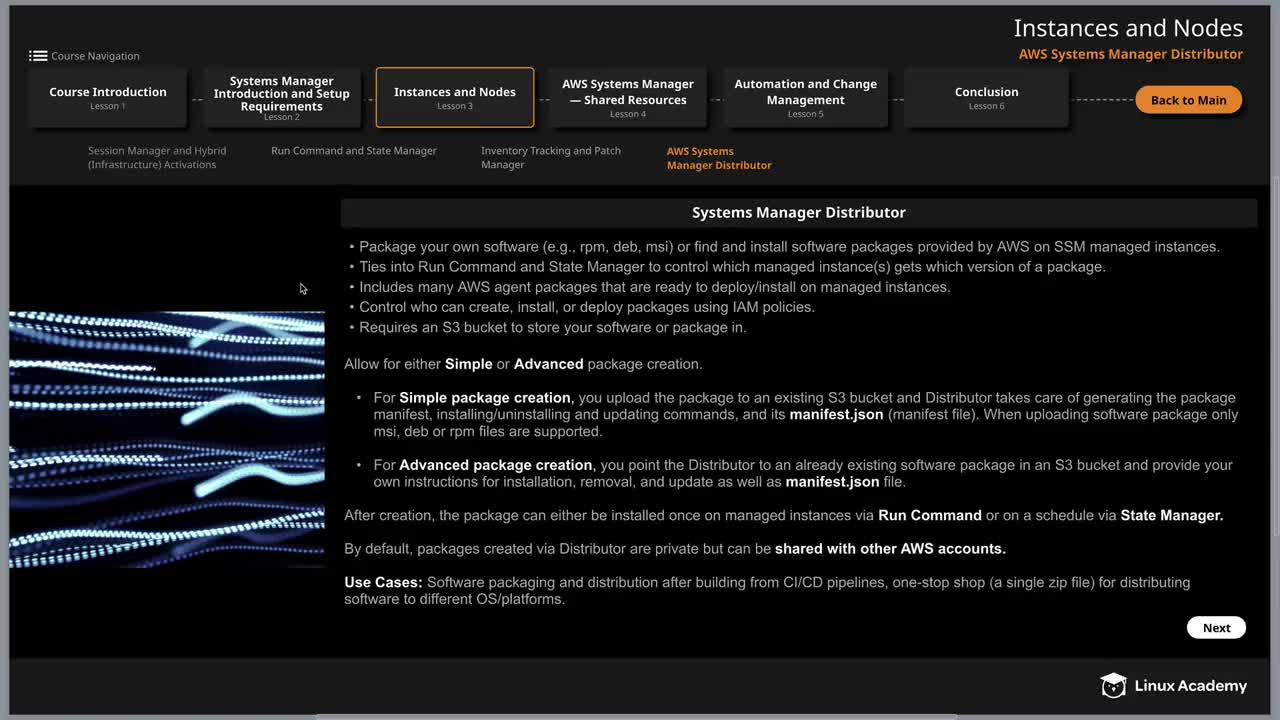 Instances and Nodes
AWS Systems Manager Distributor
Course Navigation
Course Introduction
Lesson 1
Systems Manager
Introduction and Setup
Requirements
Lesson 2
Instances and Nodes
Lesson 3
AWS Systems Manager
— Shared Resources
Lesson 4
Automation and Change
Management
Lesson 5
Conclusion
Lesson 6
Back to Main
Session Manager and Hybrid
(Infrastructure) Activations
Run Command and State Manager
Inventory Tracking and Patch
Manager
AWS Systems
Manager Distributor
Systems Manager Distributor
• Package your own software (e.g., rpm, deb, msi) or find and install software packages provided by AWS on SSM managed instances.
• Ties into Run Command and State Manager to control which managed instance(s) gets which version of a package.
• Includes many AWS agent packages that are ready to deploy/install on managed instances.
• Control who can create, install, or deploy packages using IAM policies.
• Requires an S3 bucket to store your software or package in.
Allow for either Simple or Advanced package creation.
• For Simple package creation, you upload the package to an existing S3 bucket and Distributor takes care of generating the package
manifest, installing/uninstalling and updating commands, and its manifest.json (manifest file). When uploading software package only
msi, deb or rpm files are supported.
• For Advanced package creation, you point the Distributor to an already existing software package in an S3 bucket and provide your
own instructions for installation, removal, and update as well as manifest.json file.
After creation, the package can either be installed once on managed instances via Run Command or on a schedule via State Manager.
By default, packages created via Distributor are private but can be shared with other AWS accounts.
Use Cases: Software packaging and distribution after building from CI/CD pipelines, one-stop shop (a single zip file) for distributing
software to different OS/platforms.
Next
Linux Academy